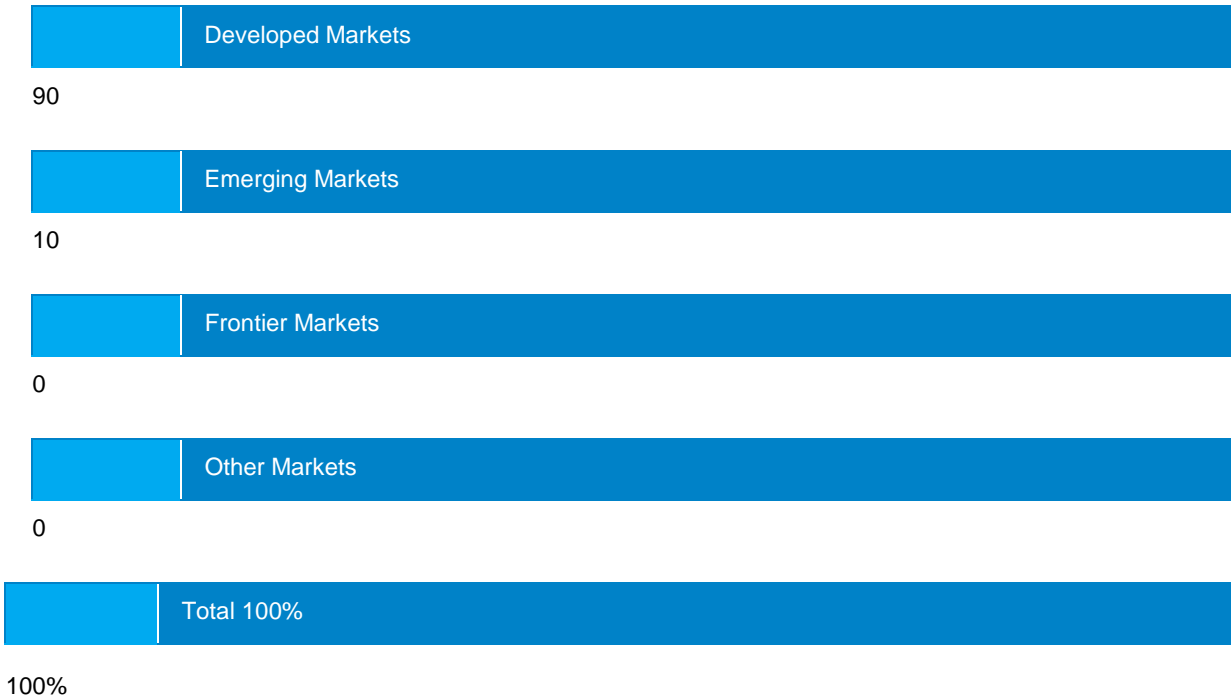 Developed Markets
90
Emerging Markets
10
Frontier Markets
0
Other Markets
0
Total 100%
100%